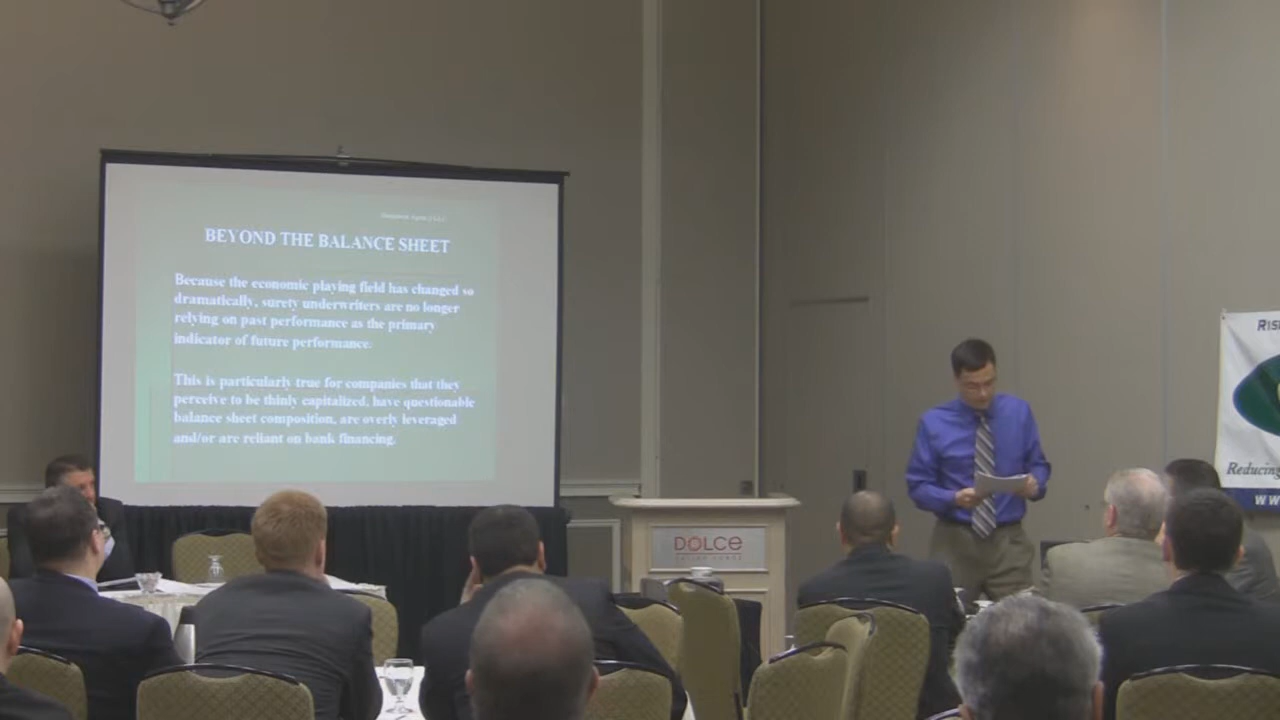 BEYOND THE BALANCE SHEET
Because the economic playing field has changed so
dramatically, surety underwriters are no longer
relying on past performance as the primary
indicator of future performance.
This is particularly true for companies that they
perceive to be thinly capitalized, have questionable
balance sheet composition, are overly leveraged
and/or are reliant on bank financing.
DOLCE
Reducing
WW